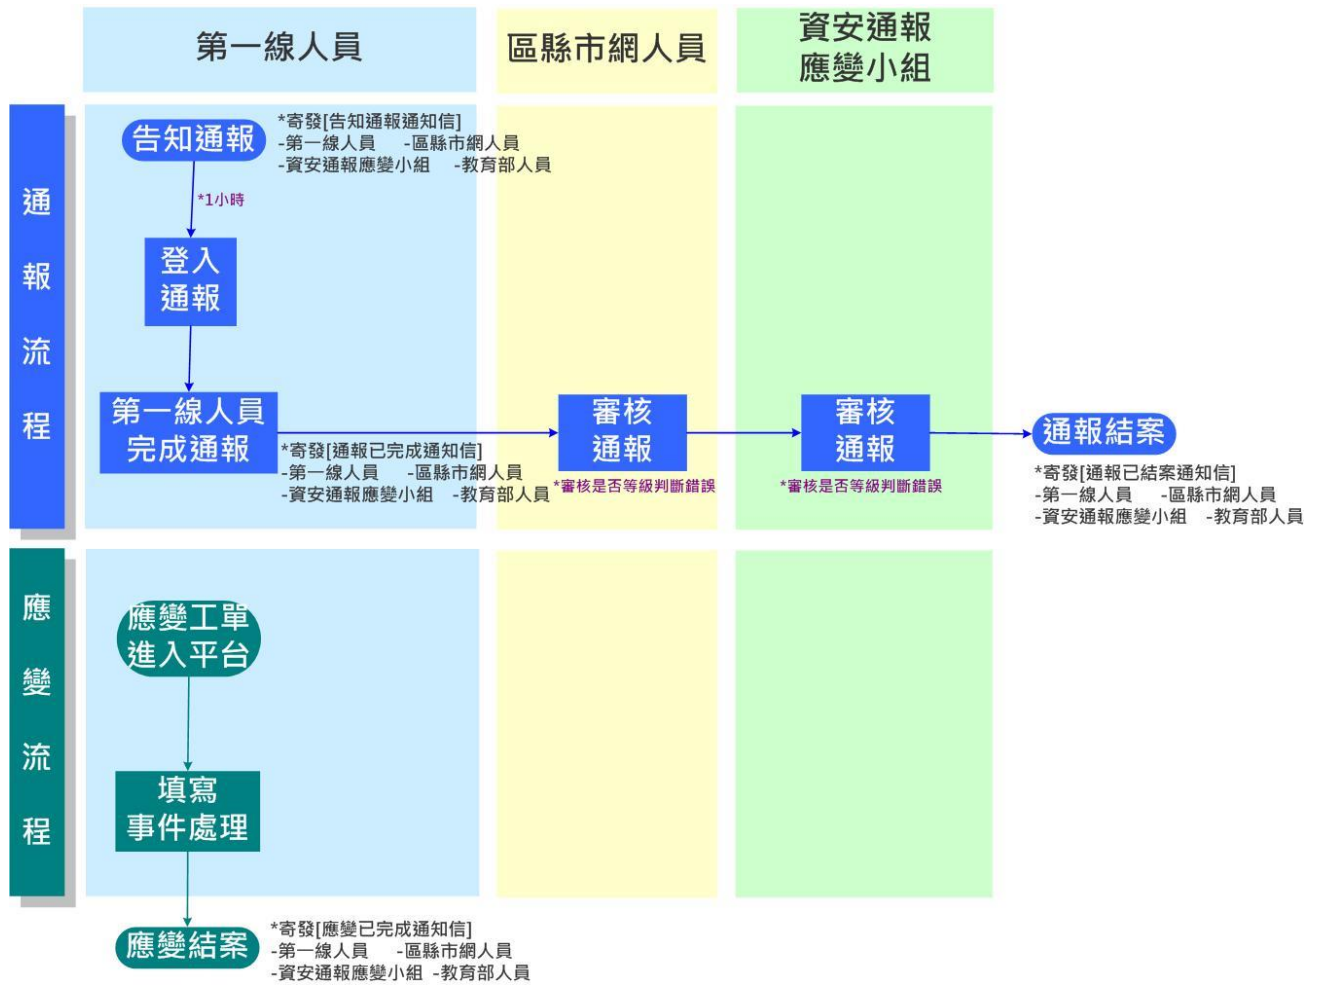 第一線人員
區縣市網人員
資安通報
應變小組
通
報
流
程
告知通報
*寄發[告知通報通知信]
-第一線人員 -區縣市網人員
-資安通報應變小組 -教育部人員
*1小時
登入
通報
第一線人員
完成通報
*寄發[通報已完成通知信]
-第一線人員 -區縣市網人員
-資安通報應變小組 -教育部人員
審核
通報
*審核是否等級判斷錯誤
審核
通報
*審核是否等級判斷錯誤
通報結案
*寄發[通報已結案通知信]
-第一線人員 -區縣市網人員
-資安通報應變小組 -教育部人員
應
變
流
程
應變工單
進入平台
填寫
事件處理
應變結案
*寄發[應變已完成通知信]
-第一線人員 -區縣市網人員
-資安通報應變小組 -教育部人員